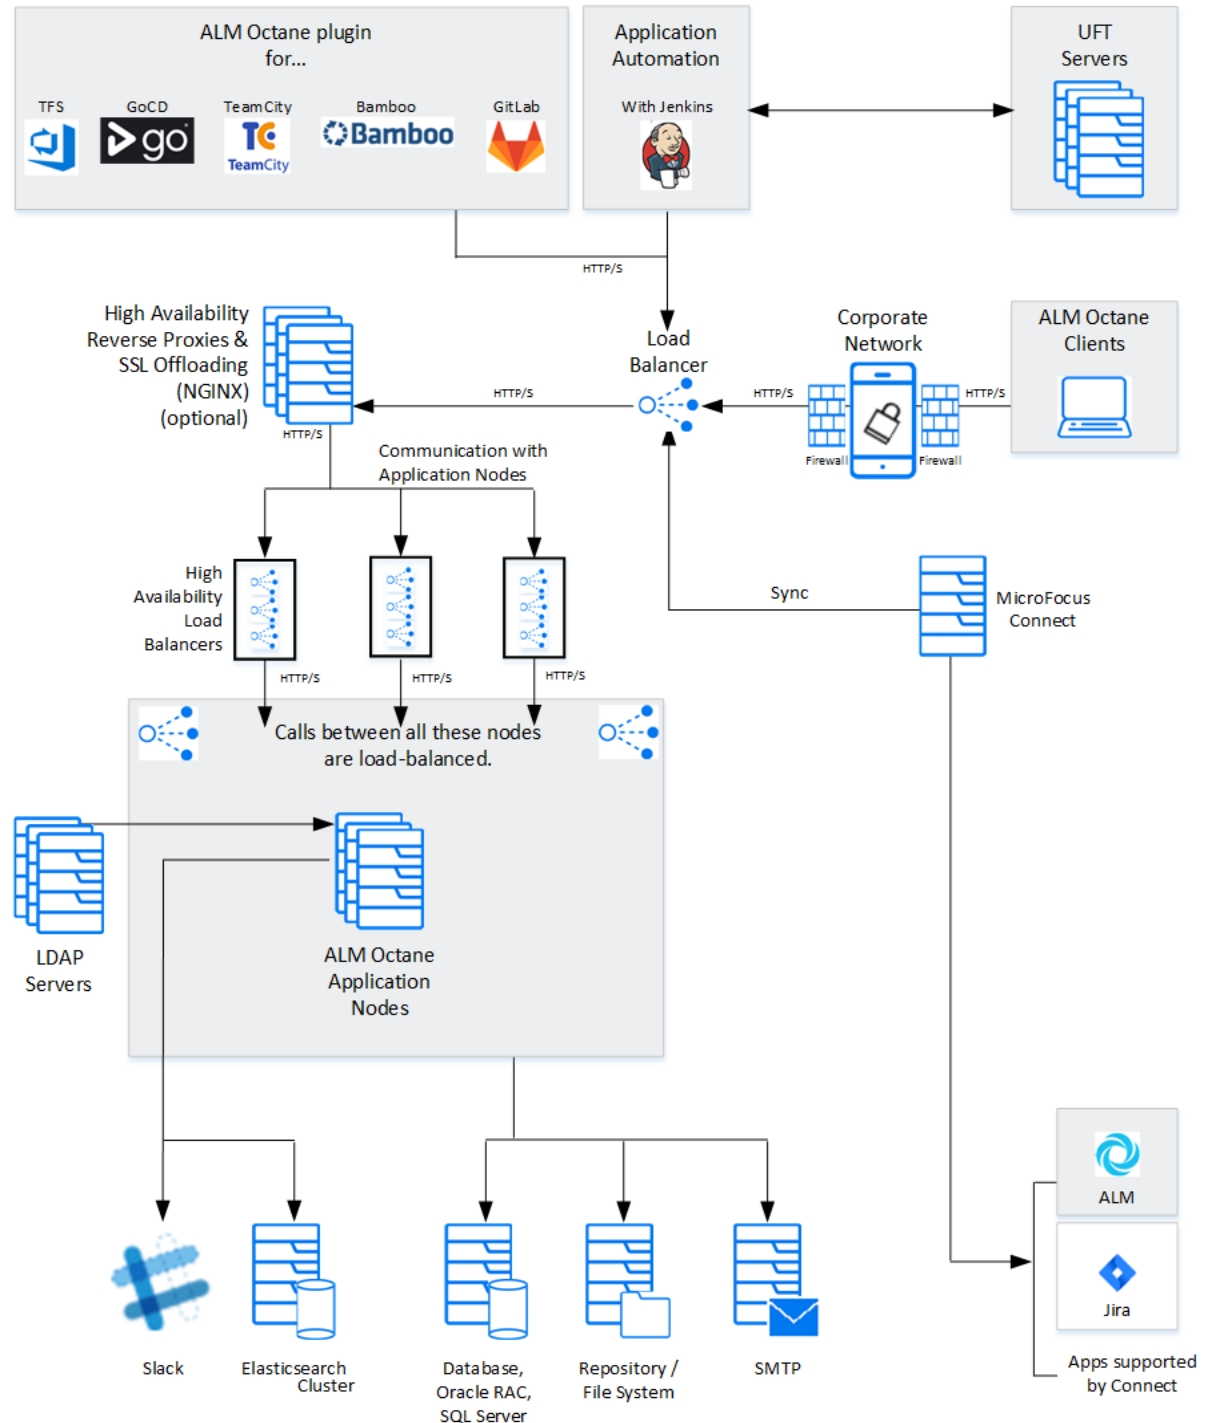 ALM Octane plugin
for...
TFS
GoCD
TeamCity
Bamboo
GitLab
go
TC
TeamCity
Bamboo
Application
Automation
With Jenkins
UFT
Servers
HTTP/S
High Availability
Reverse Proxies &
SSL Offloading
(NGINX)
(optional)
HTTP/S
HTTP/S
Load
Balancer
HTTP/S
Corporate
Network
Firewall
Firewall
HTTP/S
ALM Octane
Clients
Communication with
Application Nodes
High
Availability
Load
Balancers
HTTP/S
HTTP/S
HTTP/S
Sync
MicroFocus
Connect
Calls between all these nodes
are load-balanced.
LDAP
Servers
ALM Octane
Application
Nodes
ALM
Jira
Apps supported
by Connect
Slack
Elasticsearch
Cluster
Database,
Oracle RAC,
SQL Server
Repository /
File System
SMTP